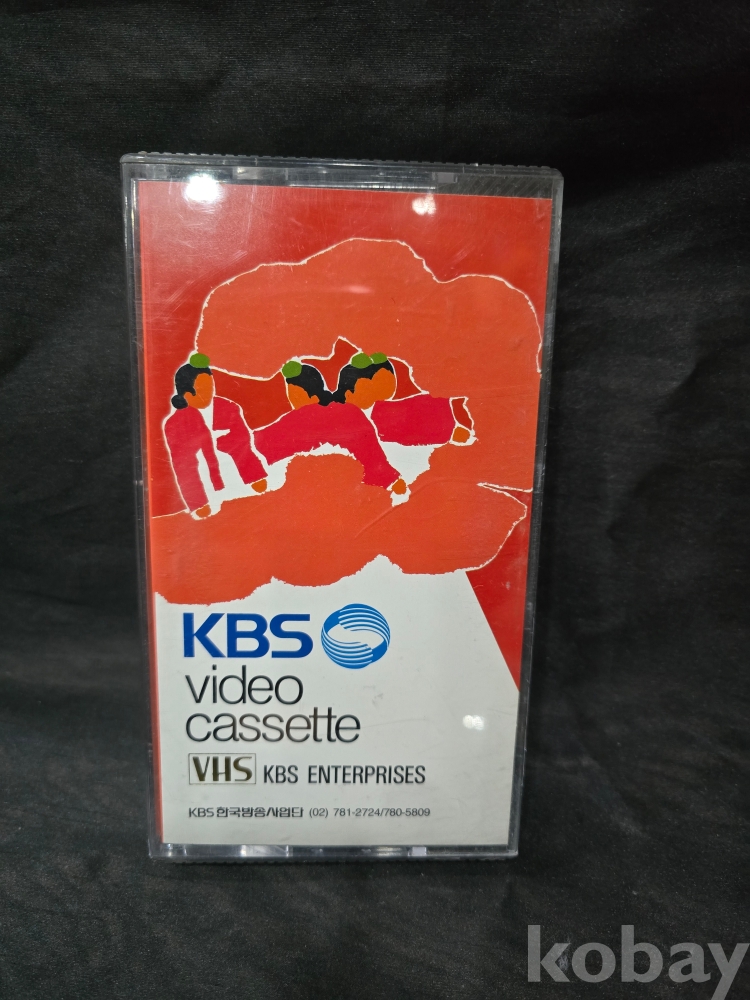 KBS
video
cassette
VHS KBS ENTERPRISES
KBS 한국방송사업단 (02) 781-2724/780-5809
kobay